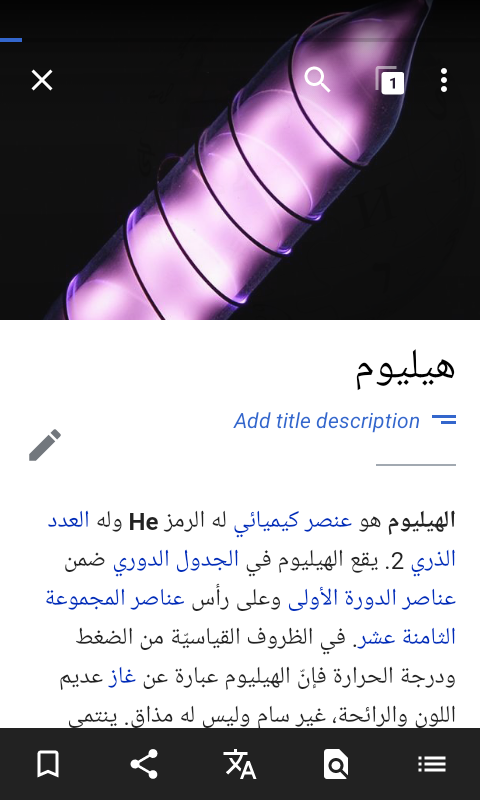 1
هيليوم
Add title description
الهيليوم هو عنصر كيميائي له الرمز He وله العدد
الذري 2. يقع الهيليوم في الجدول الدوري ضمن
عناصر الدورة الأولى وعلى رأس عناصر المجموعة
الثامنة عشر. في الظروف القياسيّة من الضغط
ودرجة الحرارة فإنّ الهيليوم عبارة عن غاز عديم
اللون والرائحة، غير سام وليس له مذاق. ينتمي